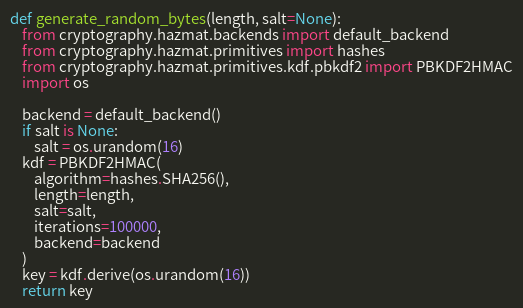 def generate_random_bytes(length, salt=None):
    from cryptography.hazmat.backends import default_backend
    from cryptography.hazmat.primitives import hashes
    from cryptography.hazmat.primitives.kdf.pbkdf2 import PBKDF2HMAC
    import os

    backend = default_backend()
    if salt is None:
        salt = os.urandom(16)
    kdf = PBKDF2HMAC(
        algorithm=hashes.SHA256(),
        length=length,
        salt=salt,
        iterations=100000,
        backend=backend
    )
    key = kdf.derive(os.urandom(16))
    return key